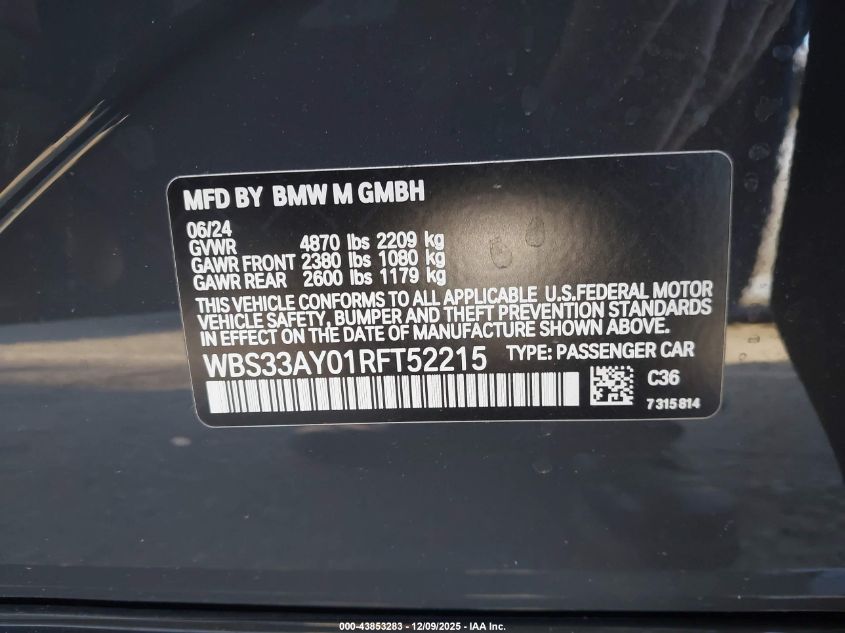 MFD BY BMW M GMBH
06/24
GVWR 4870 lbs 2209 kg
GAWR FRONT 2380 lbs 1080 kg
GAWR REAR 2600 lbs 1179 kg
THIS VEHICLE CONFORMS TO ALL APPLICABLE U.S.FEDERAL MOTOR
VEHICLE SAFETY, BUMPER AND THEFT PREVENTION STANDARDS
IN EFFECT ON THE DATE OF MANUFACTURE SHOWN ABOVE.
WBS33AY01RFT52215 TYPE: PASSENGER CAR
C36
7315814
000-43853283 - 12/09/2025 - IAA Inc.